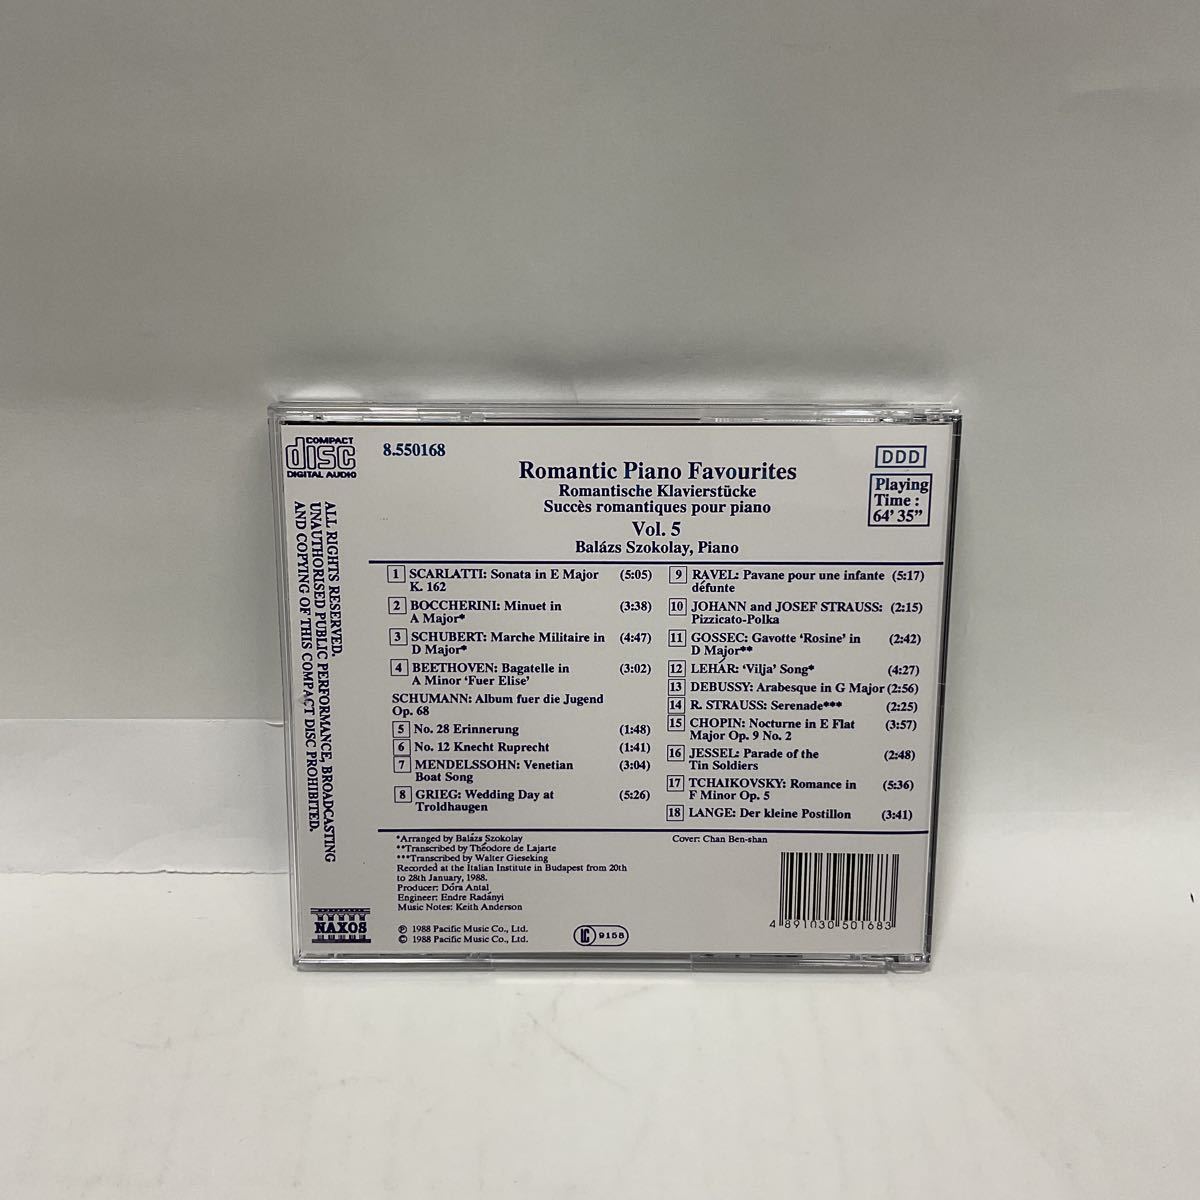 COMPACT
disc
DIGITAL AUDIO
8.550168
DDD
Playing
Time :
64' 35"
Romantic Piano Favourites
Romantische Klavierstücke
Succès romantiques pour piano
Vol. 5
Balázs Szokolay, Piano
ALL RIGHTS RESERVED.
UNAUTHORISED PUBLIC PERFORMANCE, BROADCASTING
AND COPYING OF THIS COMPACT DISC PROHIBITED.
1 SCARLATTI: Sonata in E Major (5:05)
K. 162
2 BOCCHERINI: Minuet in (3:38)
A Major*
3 SCHUBERT: Marche Militaire in (4:47)
D Major*
4 BEETHOVEN: Bagatelle in (3:02)
A Minor ‘Fuer Elise’
SCHUMANN: Album fuer die Jugend
Op. 68
5 No. 28 Erinnerung (1:48)
6 No. 12 Knecht Ruprecht (1:41)
7 MENDELSSOHN: Venetian (3:04)
Boat Song
8 GRIEG: Wedding Day at (5:26)
Troldhaugen
9 RAVEL: Pavane pour une infante (5:17)
défunte
10 JOHANN and JOSEF STRAUSS: (2:15)
Pizzicato-Polka
11 GOSSEC: Gavotte ‘Rosine’ in (2:42)
D Major**
12 LEHÁR: ‘Vilja’ Song* (4:27)
13 DEBUSSY: Arabesque in G Major (2:56)
14 R. STRAUSS: Serenade*** (2:25)
15 CHOPIN: Nocturne in E Flat (3:57)
Major Op. 9 No. 2
16 JESSEL: Parade of the (2:48)
Tin Soldiers
17 TCHAIKOVSKY: Romance in (5:36)
F Minor Op. 5
18 LANGE: Der kleine Postillon (3:41)
*Arranged by Balázs Szokolay
**Transcribed by Théodore de Lajarte
***Transcribed by Walter Gieseking
Recorded at the Italian Institute in Budapest from 20th
to 28th January, 1988.
Producer: Dóra Antal
Engineer: Endre Radányi
Music Notes: Keith Anderson
Cover: Chan Ben-shan
℗ 1988 Pacific Music Co., Ltd.
© 1988 Pacific Music Co., Ltd.
LC 9158
NAXOS
4 891030 501683